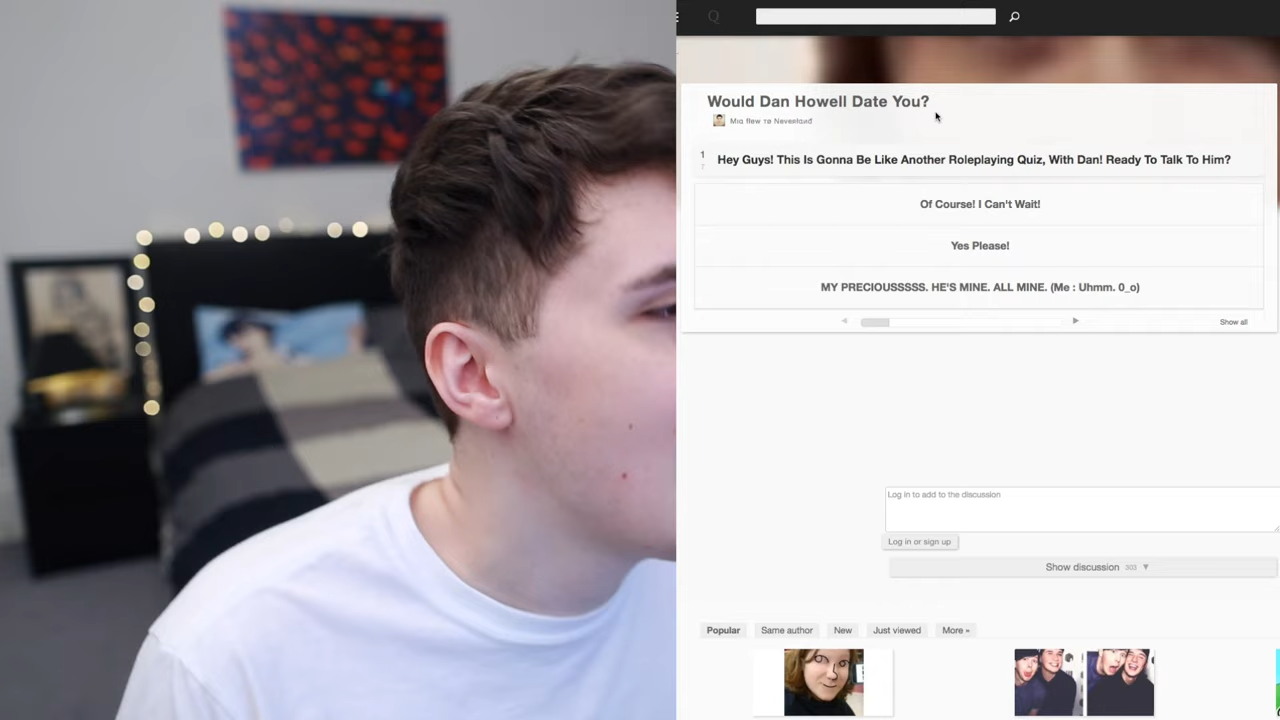 Q
Would Dan Howell Date You?
1
Hey Guys! This Is Gonna Be Like Another Roleplaying Quiz, With Dan! Ready To Talk To Him?
Of Course! I Can't Wait!
Yes Please!
MY PRECIOUSSSSS. HE'S MINE. ALL MINE. (Me : Uhmm. 0_o)
Show all
Log in to add to the discussion
Log in or sign up
Show discussion 303
Popular
Same author
New
Just viewed
More »